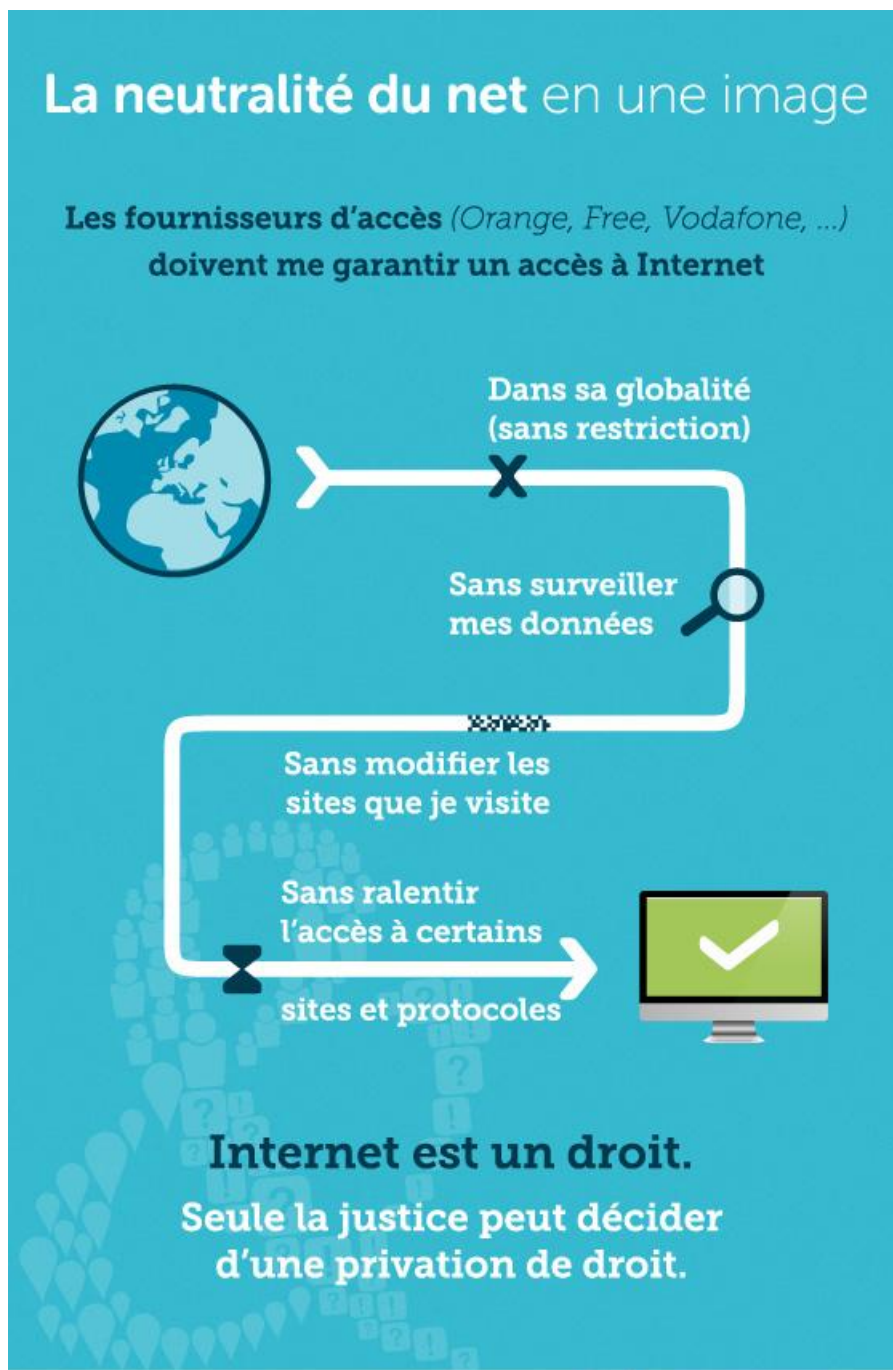 La neutralité du net en une image
Les fournisseurs d'accès (Orange, Free, Vodafone, ...)
doivent me garantir un accès à Internet
Dans sa globalité
(sans restriction)
Sans surveiller
mes données
Sans modifier les
sites que je visite
Sans ralentir
l'accès à certains
sites et protocoles
Internet est un droit.
Seule la justice peut décider
d'une privation de droit.